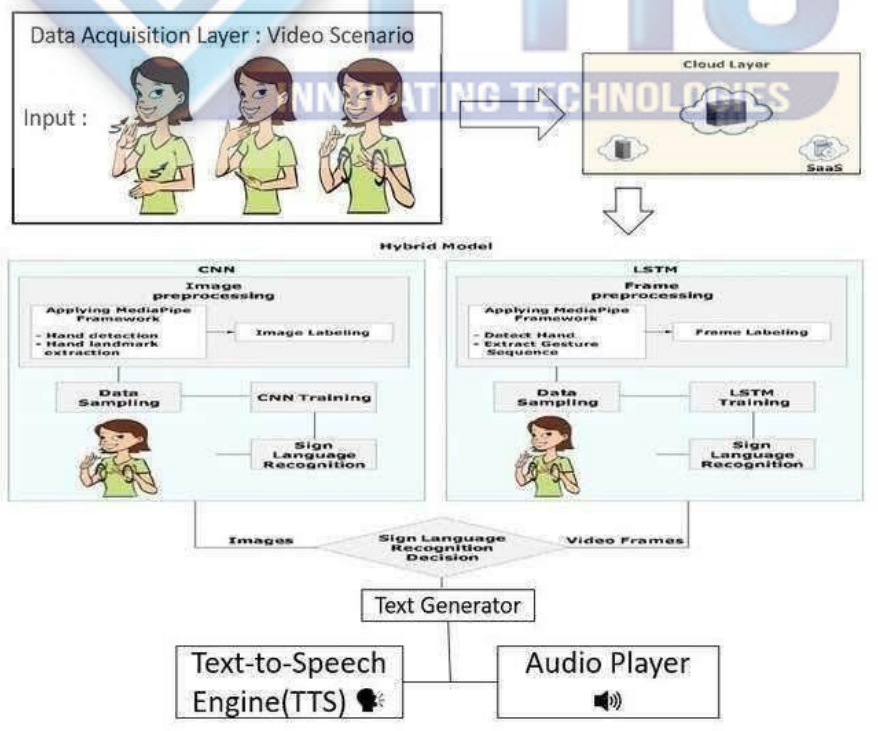 Data Acquisition Layer : Video Scenario
Input :
INNOVATING TECHNOLOGIES
Cloud Layer
SaaS
Hybrid Model
CNN
Image
preprocessing
Applying MediaPipe
Framework
- Hand detection
- Hand landmark
extraction
Image Labeling
Data
Sampling
CNN Training
Sign
Language
Recognition
LSTM
Frame
preprocessing
Applying MediaPipe
Framework
- Detect Hand
- Extract Gesture
Sequence
Frame Labeling
Data
Sampling
LSTM
Training
Sign
Language
Recognition
Images
Sign Language
Recognition
Decision
Video Frames
Text Generator
Text-to-Speech
Engine(TTS)
Audio Player